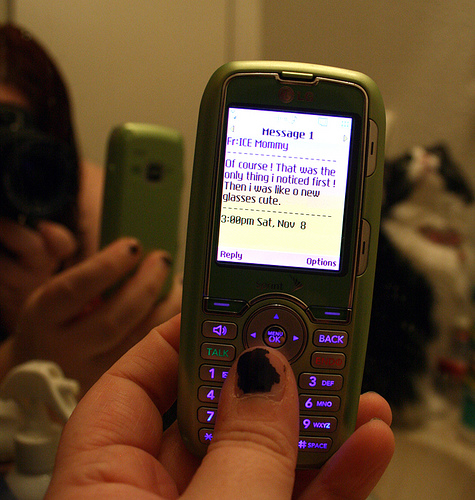 Message 1
Fr:ICE Mommy
Of course ! That was the
only thing i noticed first !
Then i was like o new
glasses cute.
3:00pm Sat, Nov 8
Reply Options
BACK
MENU
OK
TALK
1
3 DEF
4
6 MNO
7
9 WXYZ
*
# SPACE